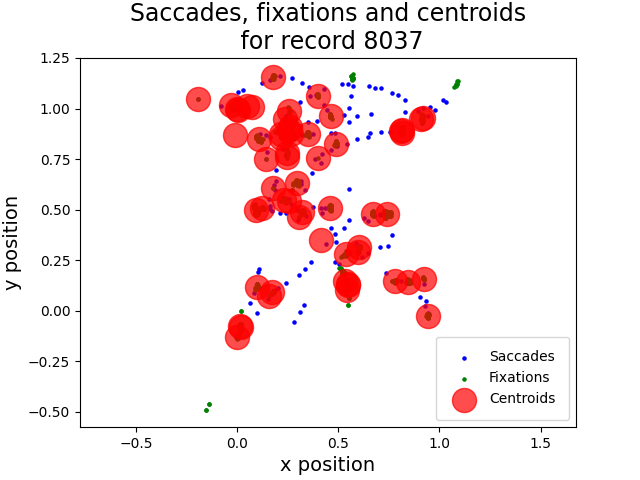 Saccades, fixations and centroids
for record 8037
1.25
1.00
0.75
0.50
0.25
0.00
−0.25
−0.50
y position
Saccades
Fixations
Centroids
−0.5
0.0
0.5
1.0
1.5
x position